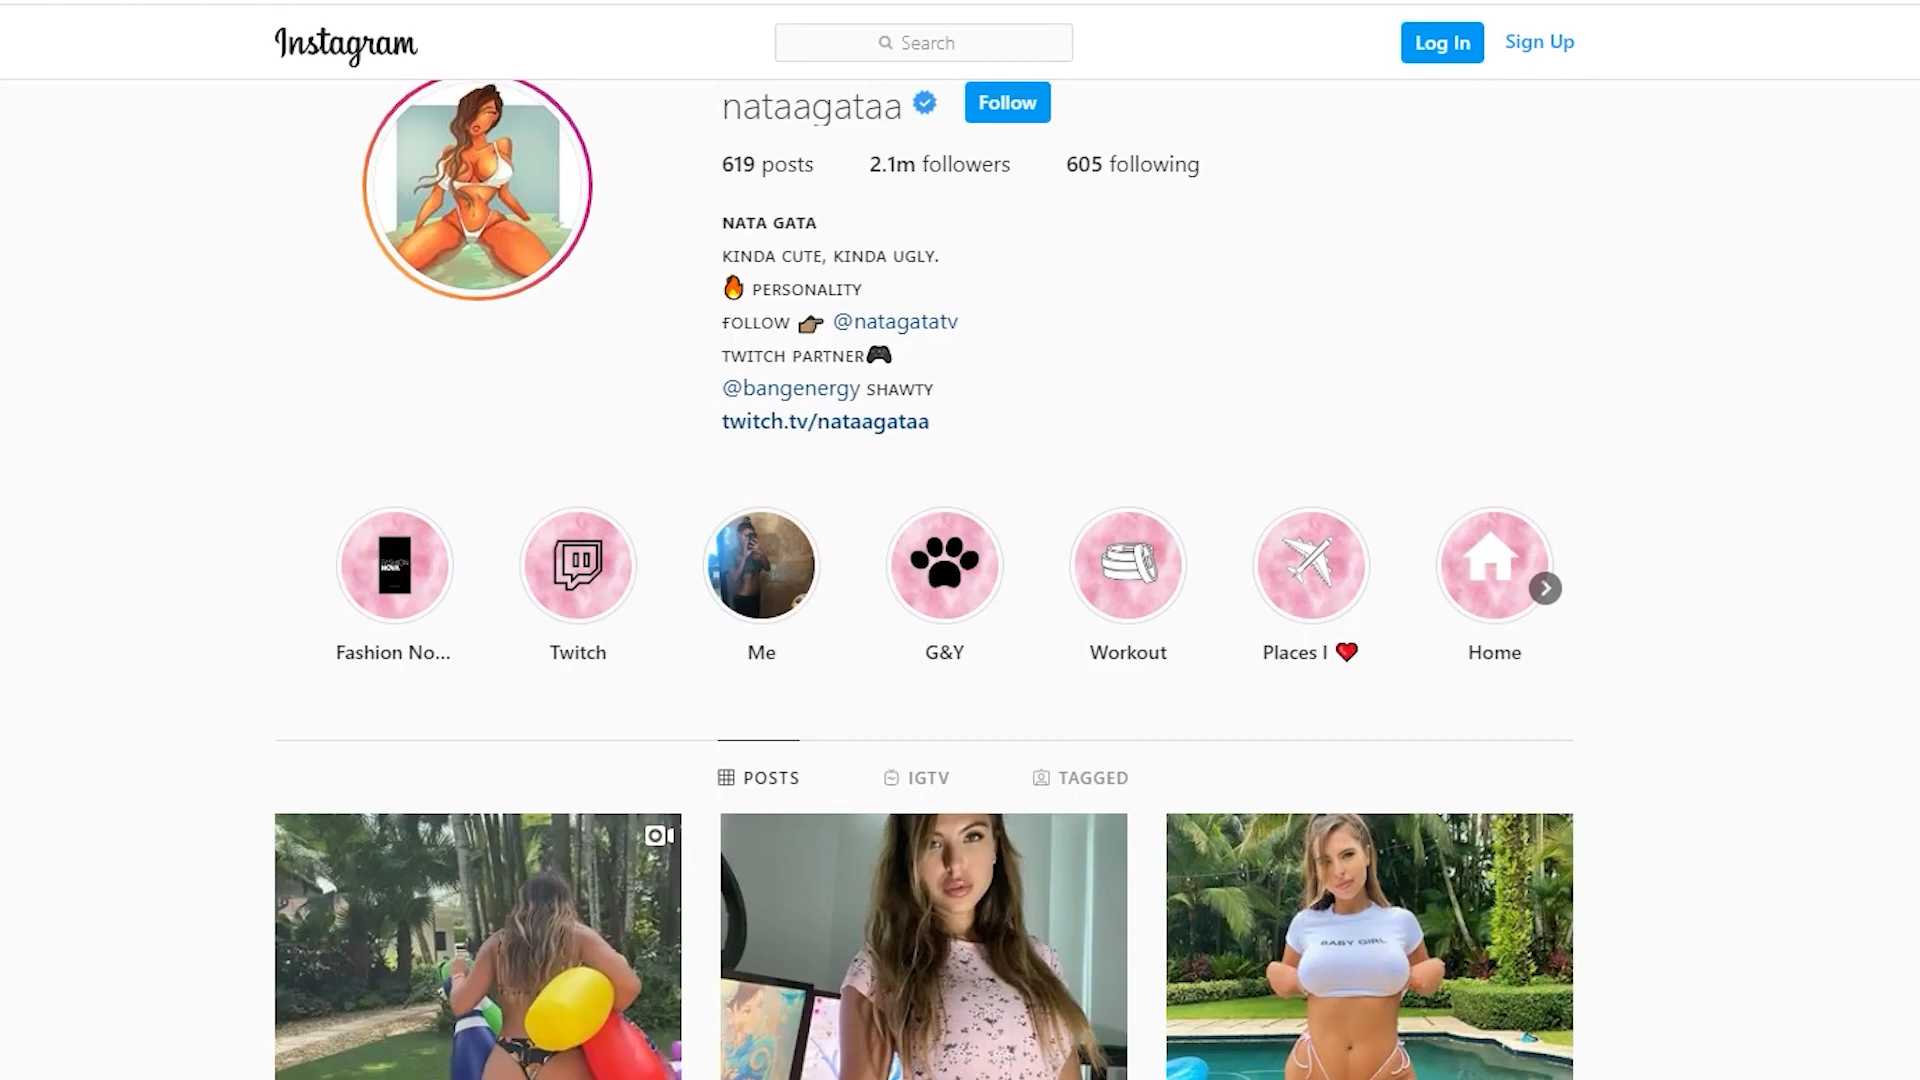 Instagram
Search
Log In
Sign Up
nataagataa
Follow
619 posts
2.1m followers
605 following
NATA GATA
KINDA CUTE, KINDA UGLY.
🔥 PERSONALITY
FOLLOW 👉🏽 @natagatatv
TWITCH PARTNER🎮
@bangenergy SHAWTY
twitch.tv/nataagataa
FASHION
NOVA
Fashion No...
Twitch
Me
G&Y
Workout
Places I ❤️
Home
POSTS
IGTV
TAGGED
BABY GIRL